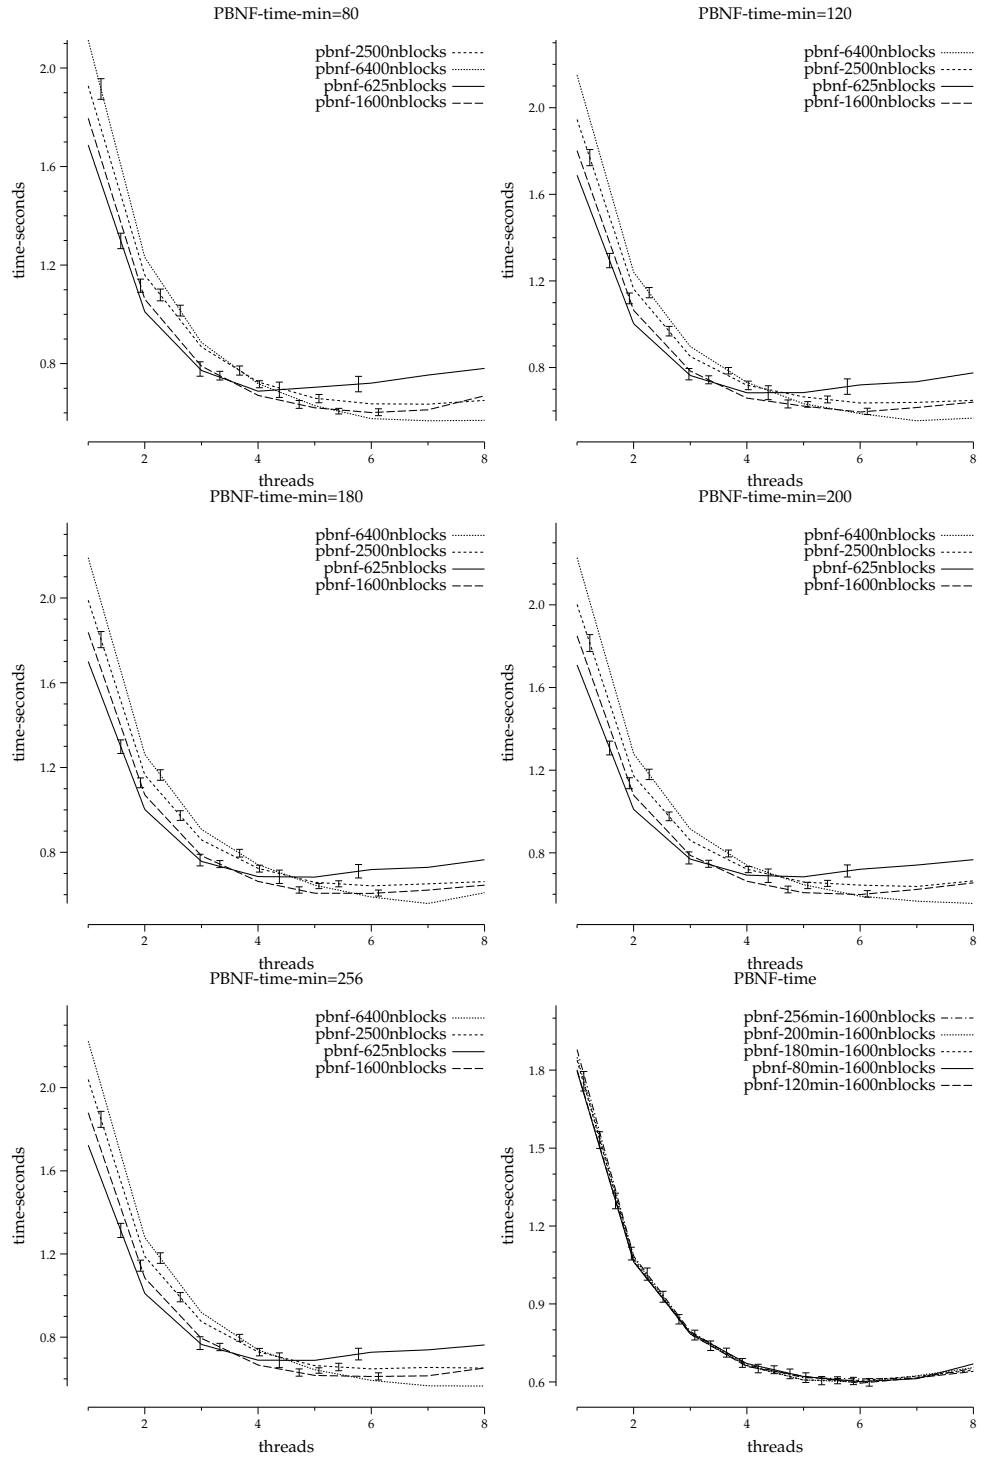 PBNF-time-min=80
time-seconds
2.0
1.6
1.2
0.8
pbnf-2500nblocks
pbnf-6400nblocks
pbnf-625nblocks
pbnf-1600nblocks
2 4 6 8
threads
PBNF-time-min=120
time-seconds
2.0
1.6
1.2
0.8
pbnf-6400nblocks
pbnf-2500nblocks
pbnf-625nblocks
pbnf-1600nblocks
2 4 6 8
threads
PBNF-time-min=180
time-seconds
2.0
1.6
1.2
0.8
pbnf-6400nblocks
pbnf-2500nblocks
pbnf-625nblocks
pbnf-1600nblocks
2 4 6 8
threads
PBNF-time-min=200
time-seconds
2.0
1.6
1.2
0.8
pbnf-6400nblocks
pbnf-2500nblocks
pbnf-625nblocks
pbnf-1600nblocks
2 4 6 8
threads
PBNF-time-min=256
time-seconds
2.0
1.6
1.2
0.8
pbnf-6400nblocks
pbnf-2500nblocks
pbnf-625nblocks
pbnf-1600nblocks
2 4 6 8
threads
PBNF-time
time-seconds
1.8
1.5
1.2
0.9
0.6
pbnf-256min-1600nblocks
pbnf-200min-1600nblocks
pbnf-180min-1600nblocks
pbnf-80min-1600nblocks
pbnf-120min-1600nblocks
2 4 6 8
threads